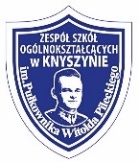 ZESPÓŁ SZKÓŁ
OGÓLNOKSZTAŁCĄCYCH
W KNYSZYNIE
im.Pułkownika Witolda Pileckiego